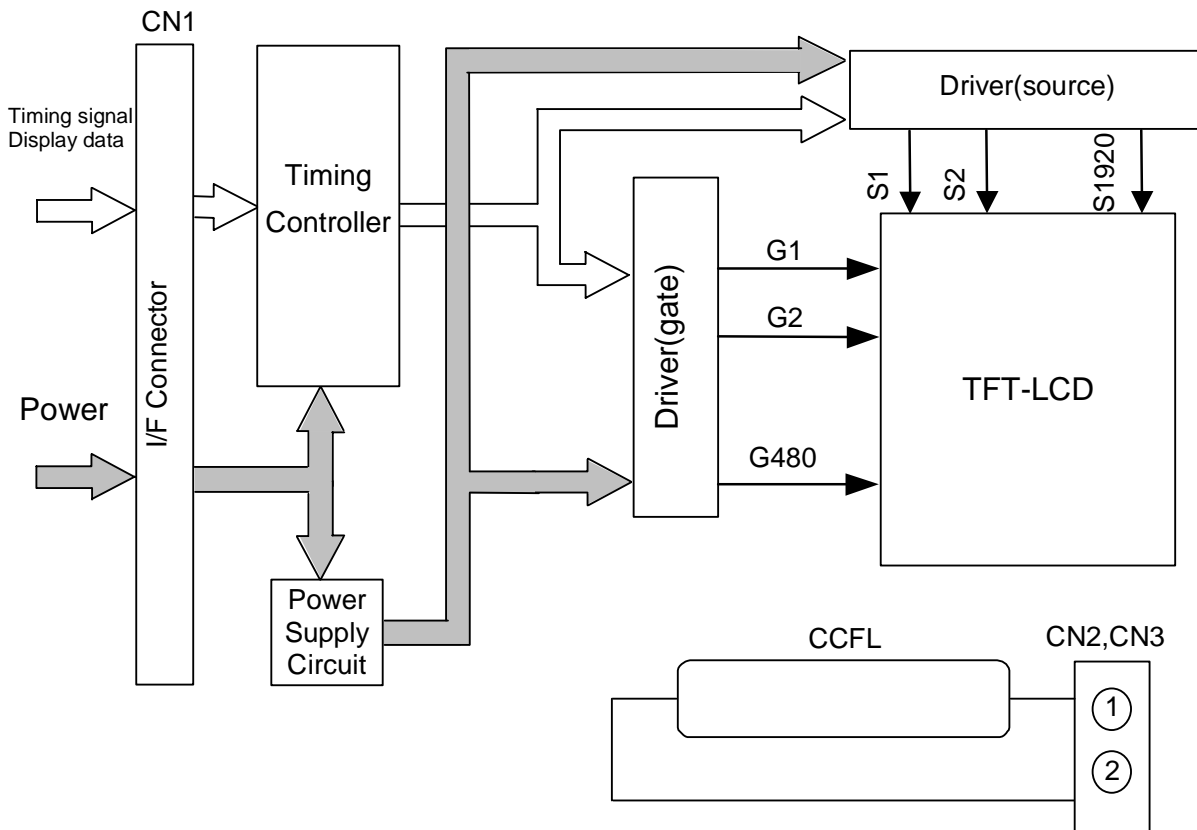 CN1
Timing signal
Display data
Power
I/F Connector
Timing
Controller
Power
Supply
Circuit
Driver(source)
S1
S2
S1920
Driver(gate)
G1
G2
G480
TFT-LCD
CCFL
CN2,CN3
1
2